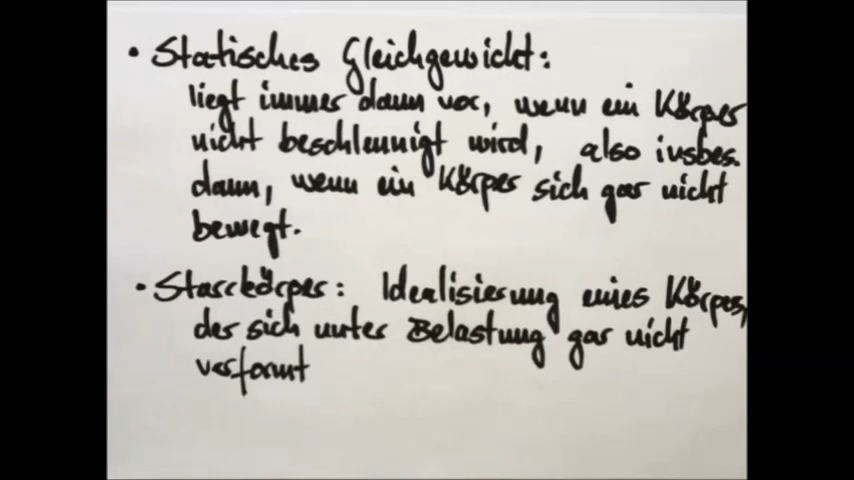 • Statisches Gleichgewicht:
liegt immer dann vor, wenn ein Körper
nicht beschleunigt wird, also insbes.
dann, wenn ein Körper sich gar nicht
bewegt.
• Starrkörper: Idealisierung eines Körpers,
der sich unter Belastung gar nicht
verformt